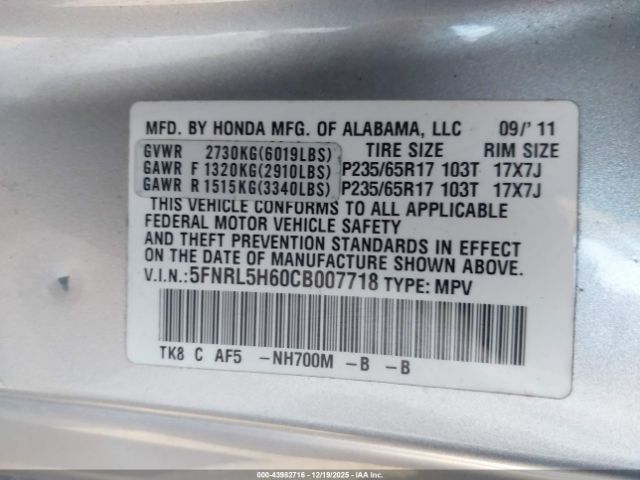 MFD. BY HONDA MFG. OF ALABAMA, LLC 09/' 11
GVWR 2730KG(6019LBS) TIRE SIZE RIM SIZE
GAWR F 1320KG(2910LBS) P235/65R17 103T 17X7J
GAWR R 1515KG(3340LBS) P235/65R17 103T 17X7J
THIS VEHICLE CONFORMS TO ALL APPLICABLE
FEDERAL MOTOR VEHICLE SAFETY
AND THEFT PREVENTION STANDARDS IN EFFECT
ON THE DATE OF MANUFACTURE SHOWN ABOVE.
V.I.N.:5FNRL5H60CB007718 TYPE: MPV
TK8 C AF5 -NH700M -B -B
000-43982716 - 12/19/2025 - IAAI.com